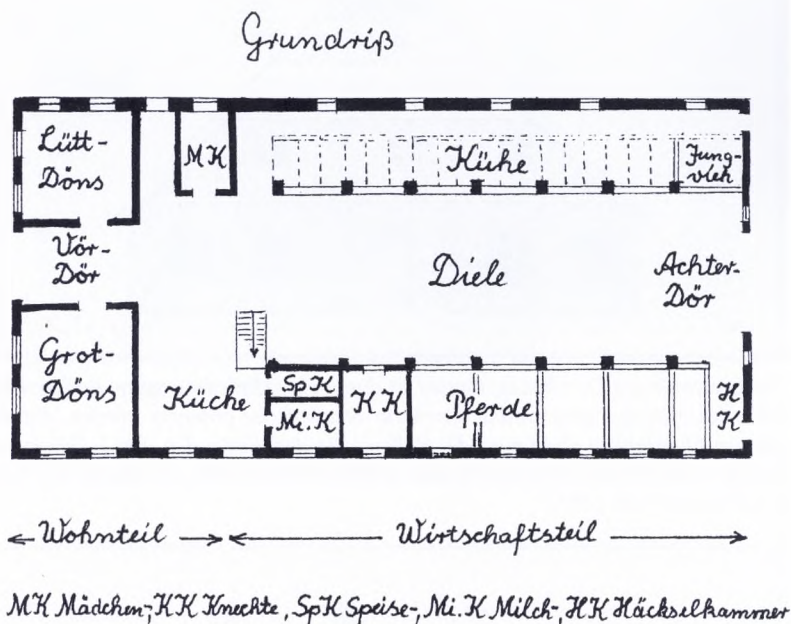 Grundriß
Lütt-
Döns
MK
Kühe
Jung-
vieh
Vör-
Dör
Diele
Achter-
Dör
Grot-
Döns
Küche
SpK
Mi.K
KK
Pferde
H
K
Wohnteil
Wirtschaftsteil
MK Mädchen-, KK Knechte, SpK Speise-, Mi.K Milch-, HK Häckselkammer